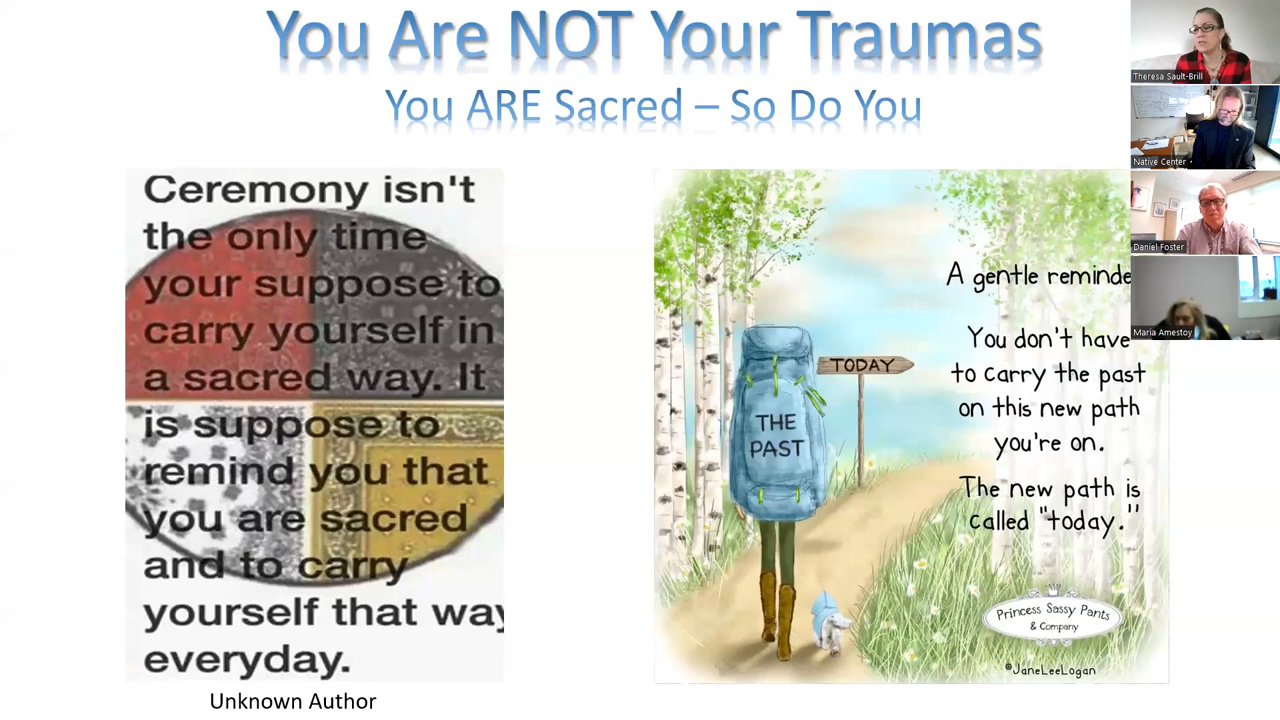 You Are NOT Your Traumas
You ARE Sacred – So Do You
Ceremony isn't
the only time
your suppose to
carry yourself in
a sacred way. It
is suppose to
remind you that
you are sacred
and to carry
yourself that way
everyday.
Unknown Author
TODAY
THE
PAST
A gentle reminde
You don't have
to carry the past
on this new path
you're on.
The new path is
called "today."
Princess Sassy Pants
& Company
©JaneLeeLogan
Theresa Sault-Brill
Native Center
Daniel Foster
Maria Amestoy